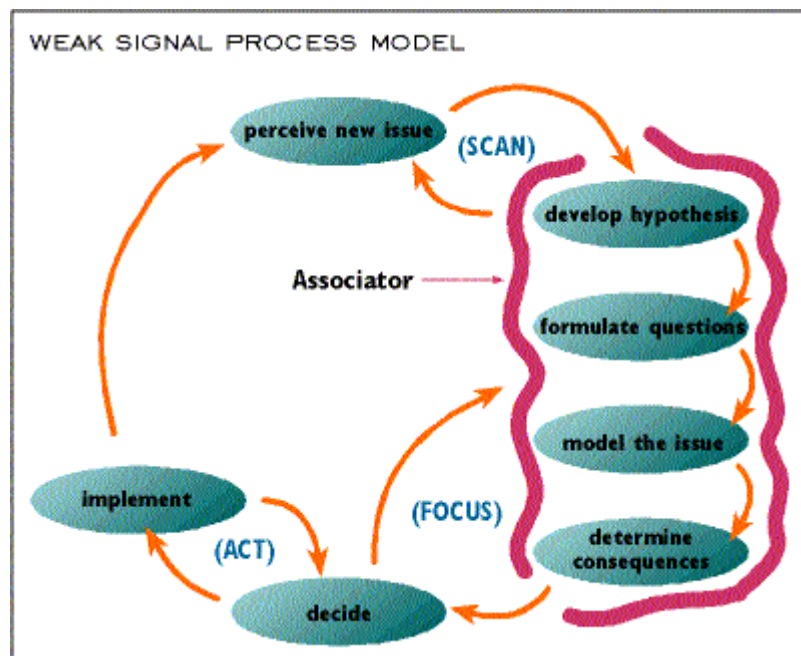 WEAK SIGNAL PROCESS MODEL
perceive new issue
(SCAN)
develop hypothesis
Associator
formulate questions
model the issue
implement
(FOCUS)
(ACT)
determine
consequences
decide